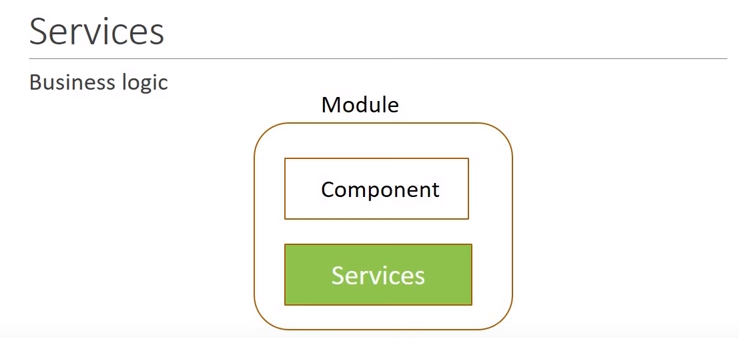 Services
Business logic
Module
Component
Services